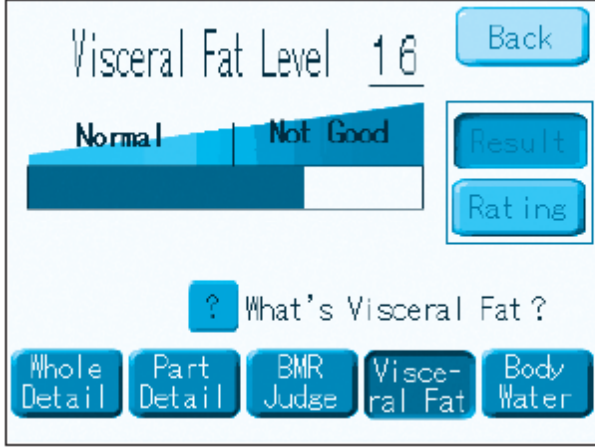 Visceral Fat Level 16
Back
Normal
Not Good
Result
Rating
? What's Visceral Fat ?
Whole
Detail
Part
Detail
BMR
Judge
Visce-
ral Fat
Body
Water